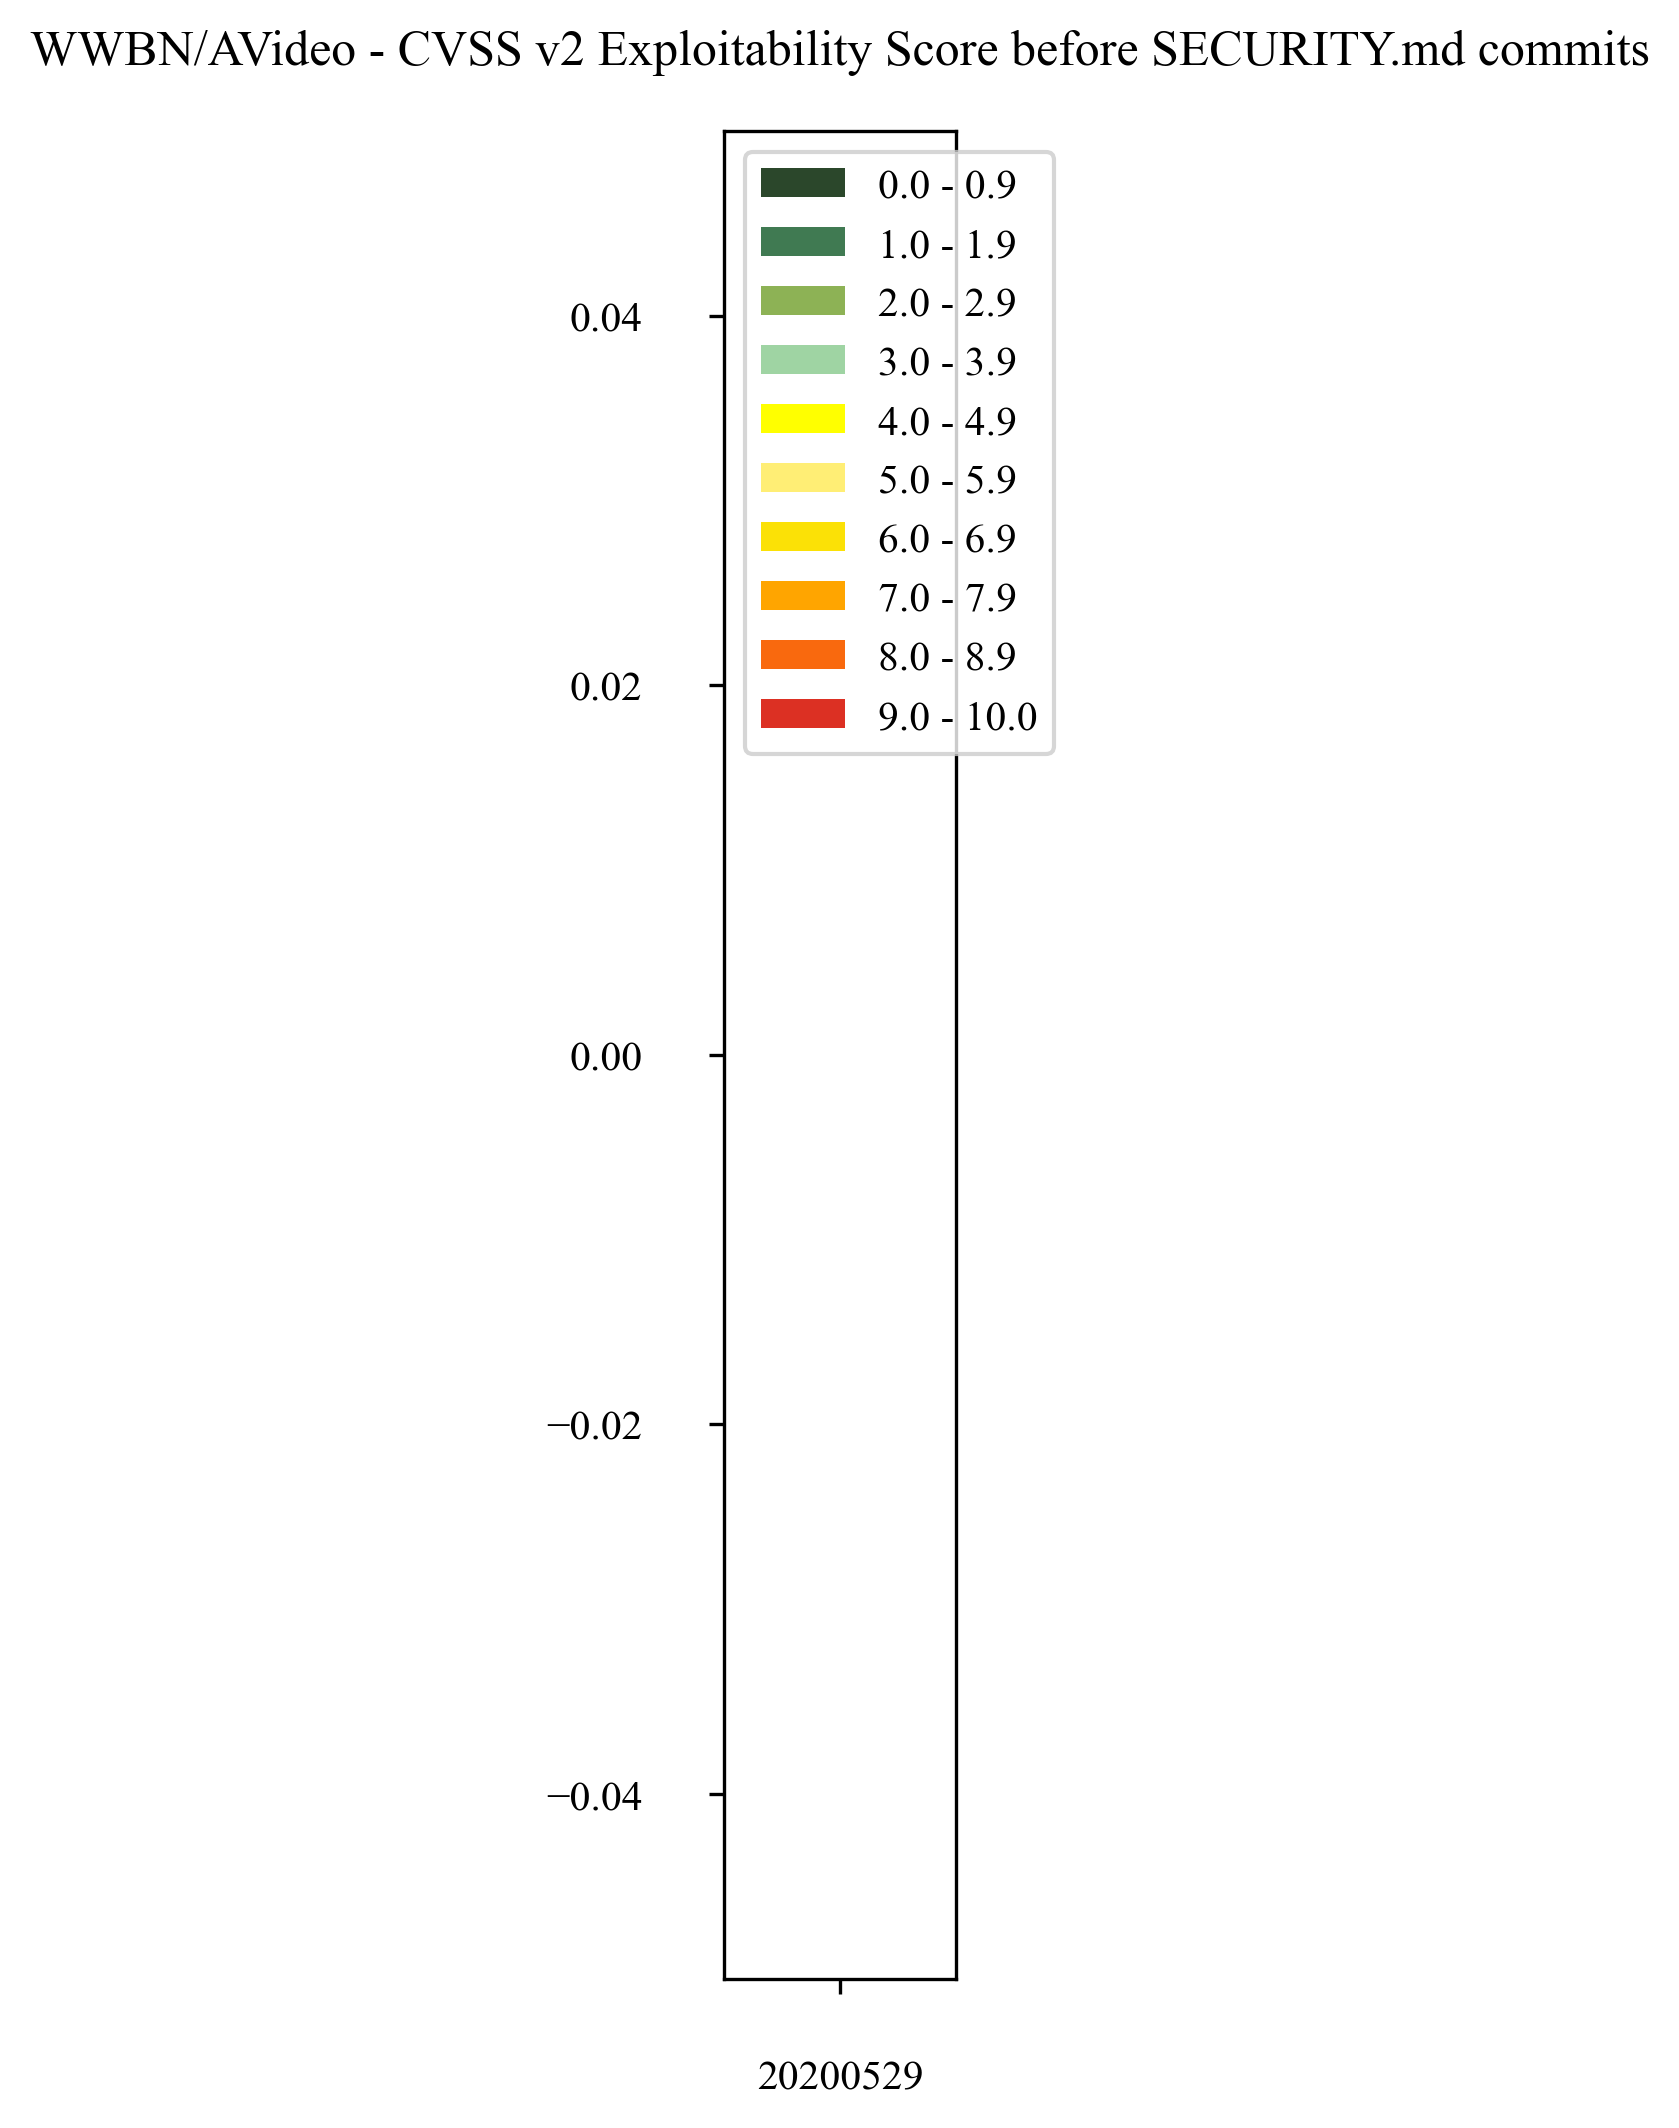 WWBN/AVideo - CVSS v2 Exploitability Score before SECURITY.md commits
0.0 - 0.9
1.0 - 1.9
2.0 - 2.9
3.0 - 3.9
4.0 - 4.9
5.0 - 5.9
6.0 - 6.9
7.0 - 7.9
8.0 - 8.9
9.0 - 10.0
0.04
0.02
0.00
−0.02
−0.04
20200529